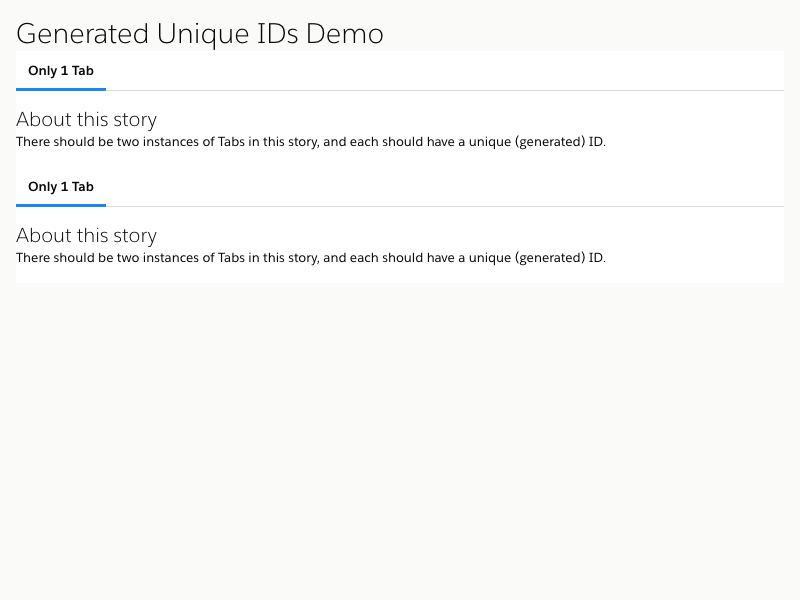 Generated Unique IDs Demo
Only 1 Tab
About this story
There should be two instances of Tabs in this story, and each should have a unique (generated) ID.
Only 1 Tab
About this story
There should be two instances of Tabs in this story, and each should have a unique (generated) ID.